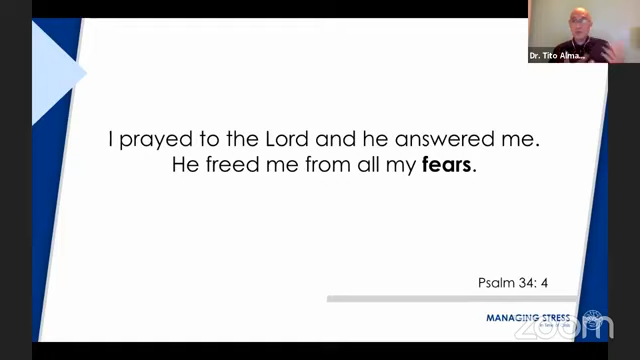 Dr. Tito Alma...
I prayed to the Lord and he answered me.
He freed me from all my fears.
Psalm 34: 4
MANAGING STRESS
zoom